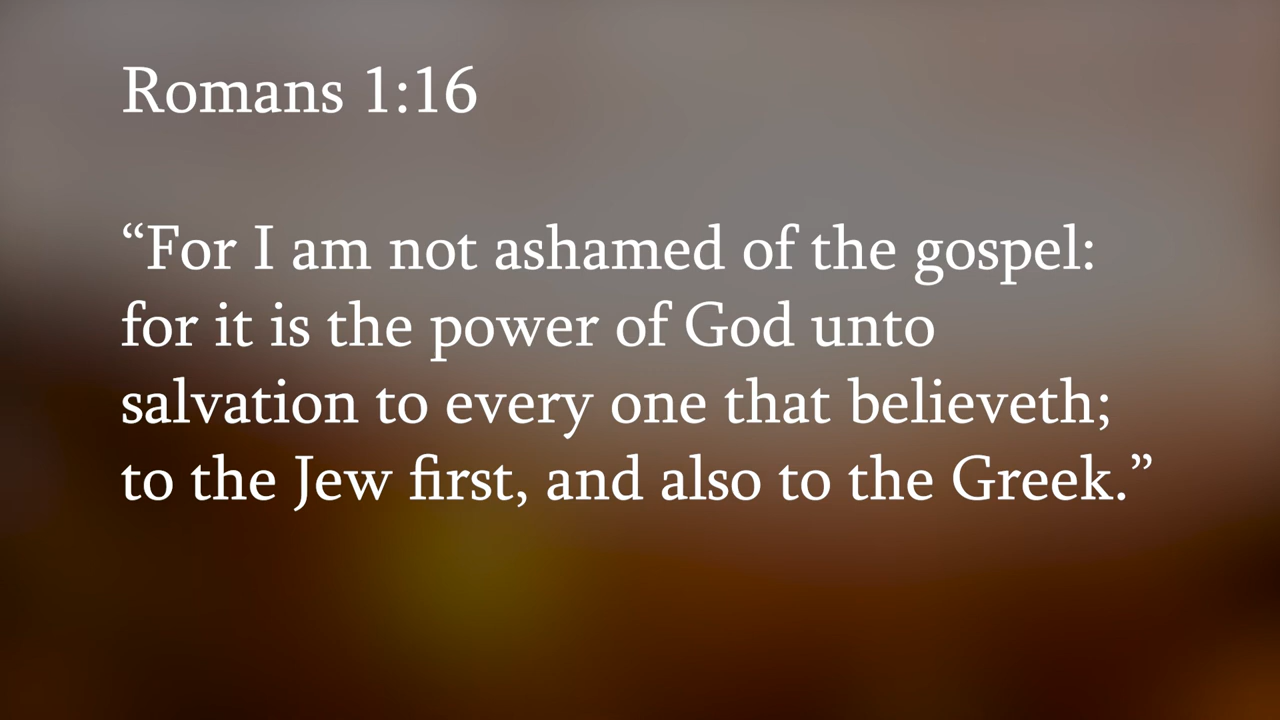 Romans 1:16
“For I am not ashamed of the gospel:
for it is the power of God unto
salvation to every one that believeth;
to the Jew first, and also to the Greek.”